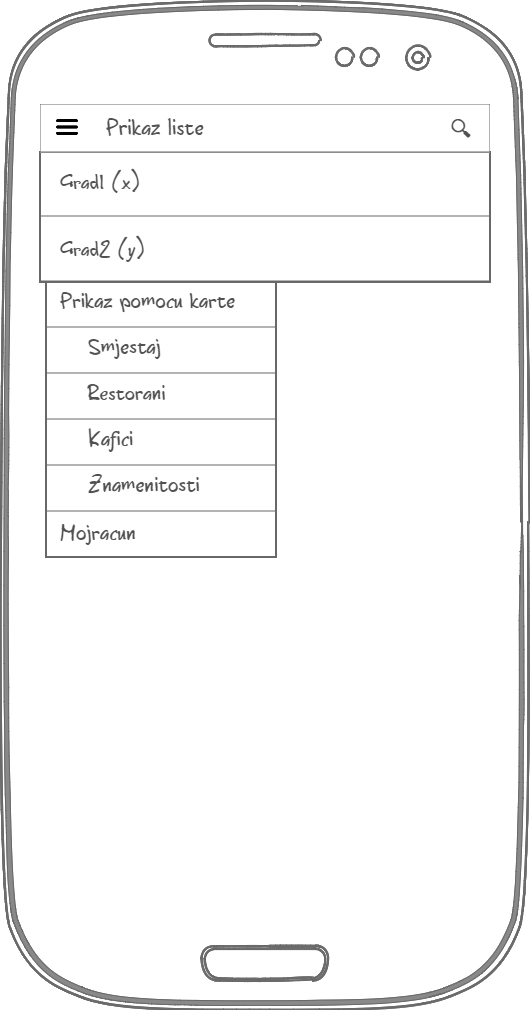 Prikaz liste
Grad1 (x)
Grad2 (y)
Prikaz pomocu karte
Smjestaj
Restorani
Kafici
Znamenitosti
Mojracun